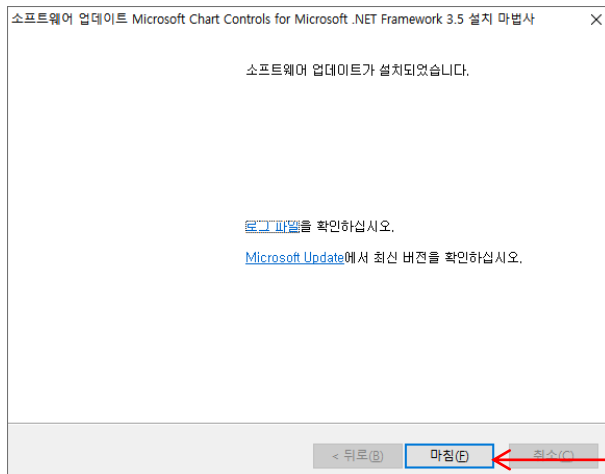 소프트웨어 업데이트 Microsoft Chart Controls for Microsoft .NET Framework 3.5 설치 마법사
소프트웨어 업데이트가 설치되었습니다.
로그 파일을 확인하십시오.
Microsoft Update에서 최신 버전을 확인하십시오.
< 뒤로(B) 마침(F) 취소(C)